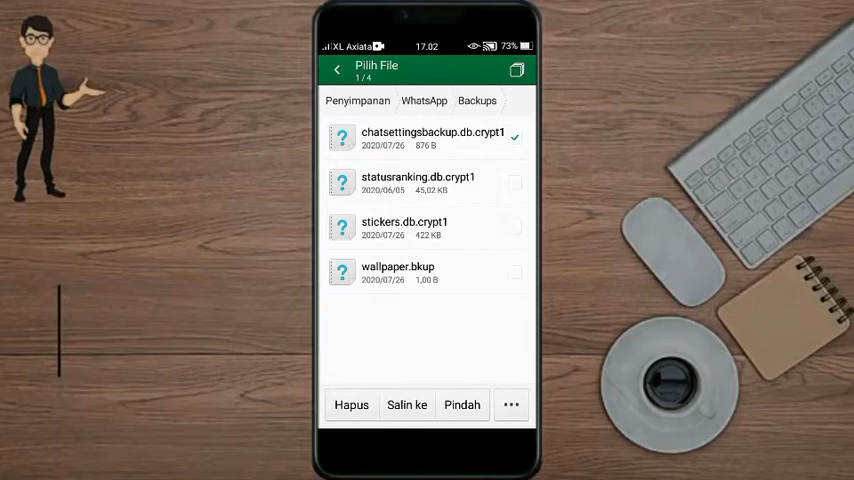 XL Axiata 17.02 73%
Pilih File
1 / 4
Penyimpanan WhatsApp Backups
chatsettingsbackup.db.crypt1
2020/07/26 876 B
statusranking.db.crypt1
2020/06/05 45,02 KB
stickers.db.crypt1
2020/07/26 422 KB
wallpaper.bkup
2020/07/26 1,00 B
Hapus Salin ke Pindah